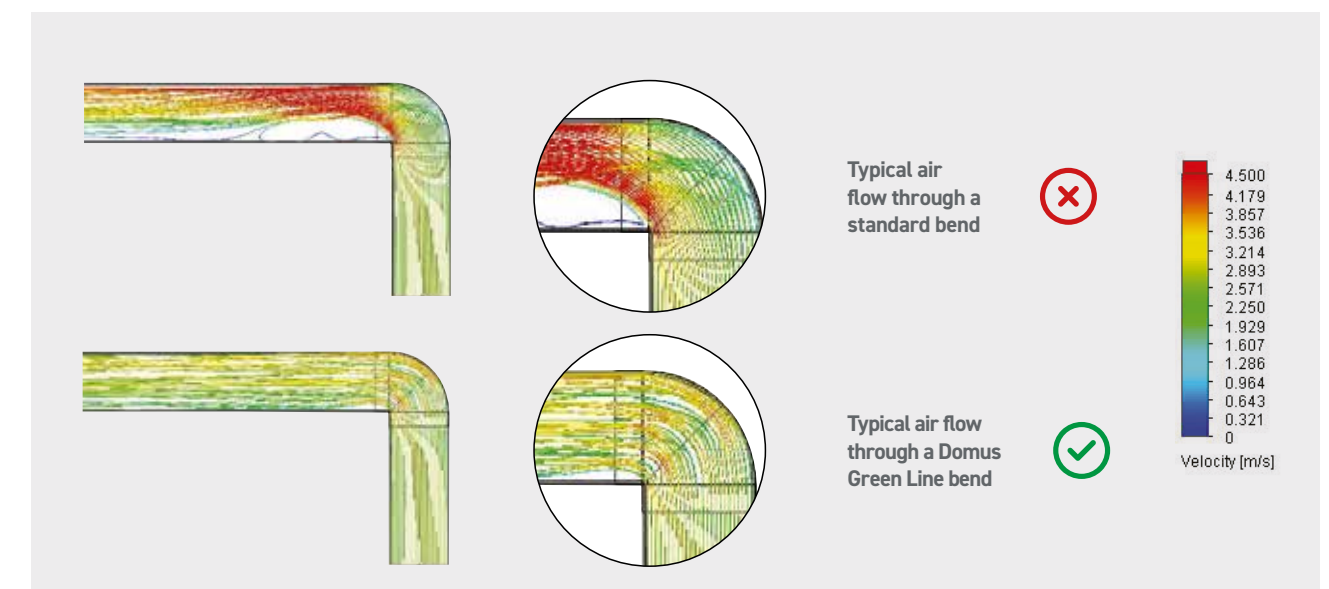 Typical air
flow through a
standard bend
Typical air flow
through a Domus
Green Line bend
4.500
4.179
3.857
3.536
3.214
2.893
2.571
2.250
1.929
1.607
1.286
0.964
0.643
0.321
0
Velocity [m/s]